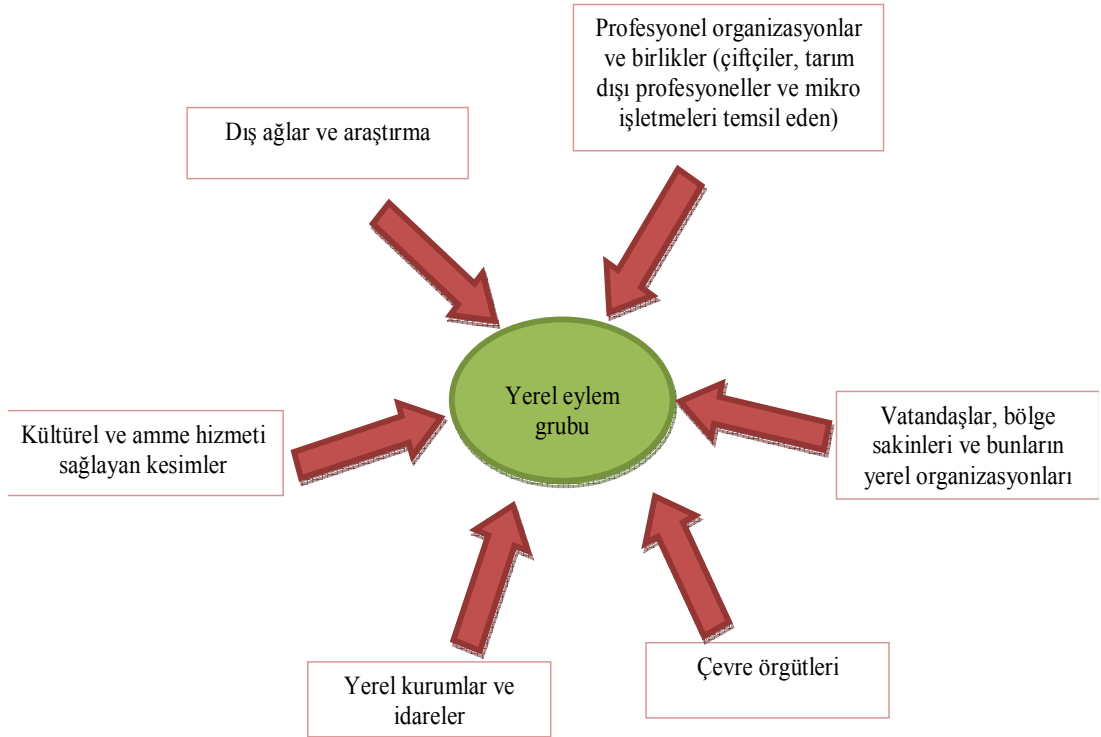 Profesyonel organizasyonlar
ve birlikler (çiftçiler, tarım
dışı profesyoneller ve mikro
işletmeleri temsil eden)
Dış ağlar ve araştırma
Yerel eylem
grubu
Kültürel ve amme hizmeti
sağlayan kesimler
Vatandaşlar, bölge
sakinleri ve bunların
yerel organizasyonları
Yerel kurumlar ve
idareler
Çevre örgütleri